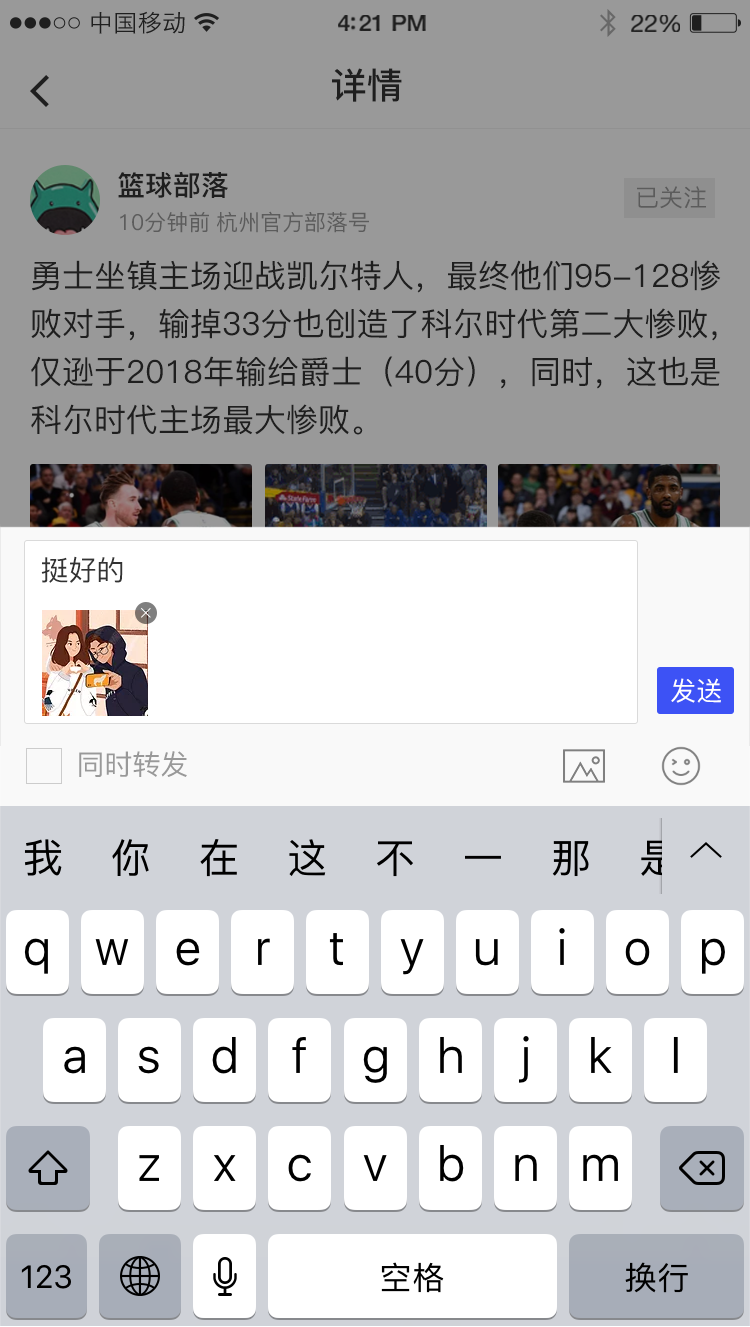 中国移动 4:21 PM 22%
详情
篮球部落
已关注
10分钟前 杭州官方部落号
勇士坐镇主场迎战凯尔特人，最终他们95-128惨
败对手，输掉33分也创造了科尔时代第二大惨败，
仅逊于2018年输给爵士（40分），同时，这也是
科尔时代主场最大惨败。
StateFarm
挺好的
发送
同时转发
我 你 在 这 不 一 那 是
q w e r t y u i o p
a s d f g h j k l
z x c v b n m
123 空格 换行